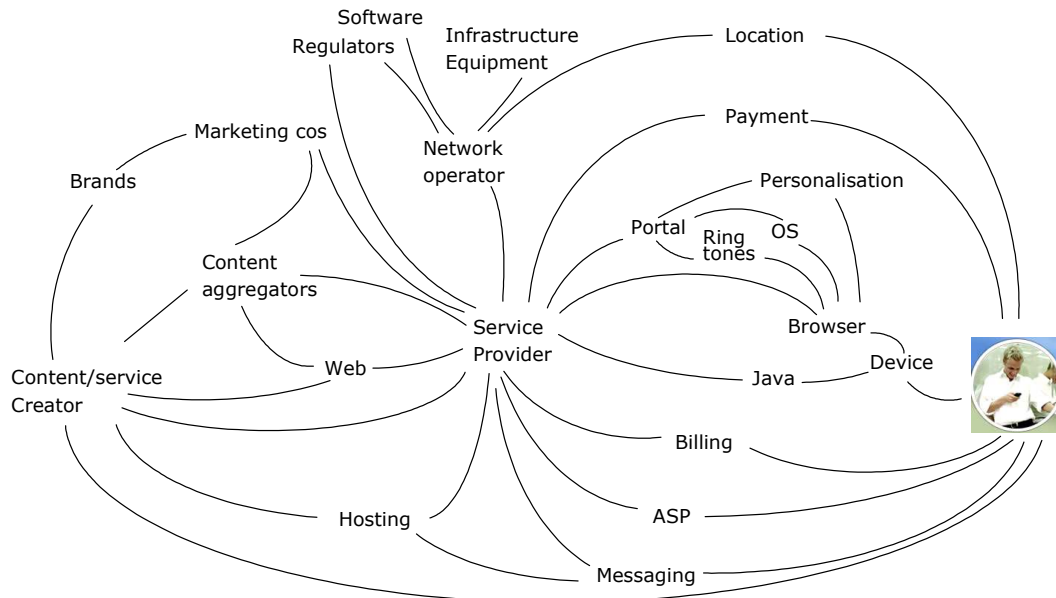 Software
Regulators
Infrastructure
Equipment
Location
Marketing cos
Payment
Network
operator
Brands
Personalisation
Portal
OS
Ring
tones
Content
aggregators
Service
Provider
Browser
Content/service
Creator
Web
Java
Device
Billing
Hosting
ASP
Messaging